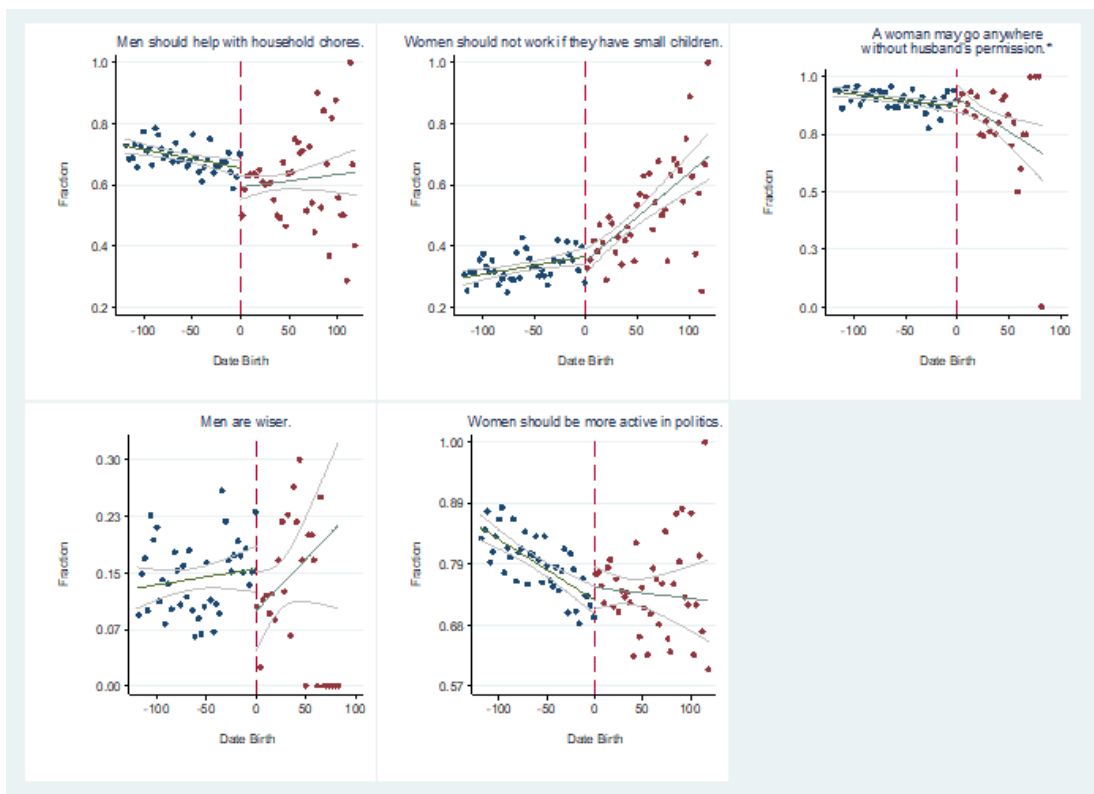 Men should help with household chores.
1.0
0.8
0.6
0.4
0.2
Fraction
-100 -50 0 50 100
Date Birth
Women should not work if they have small children.
1.0
0.8
0.6
0.4
0.2
Fraction
-100 -50 0 50 100
Date Birth
A woman may go anywhere
without husband's permission.*
1.0
0.8
0.5
0.3
0.0
Fraction
-100 -50 0 50 100
Date Birth
Men are wiser.
0.30
0.23
0.15
0.07
0.00
Fraction
-100 -50 0 50 100
Date Birth
Women should be more active in politics.
1.00
0.89
0.79
0.68
0.57
Fraction
-100 -50 0 50 100
Date Birth